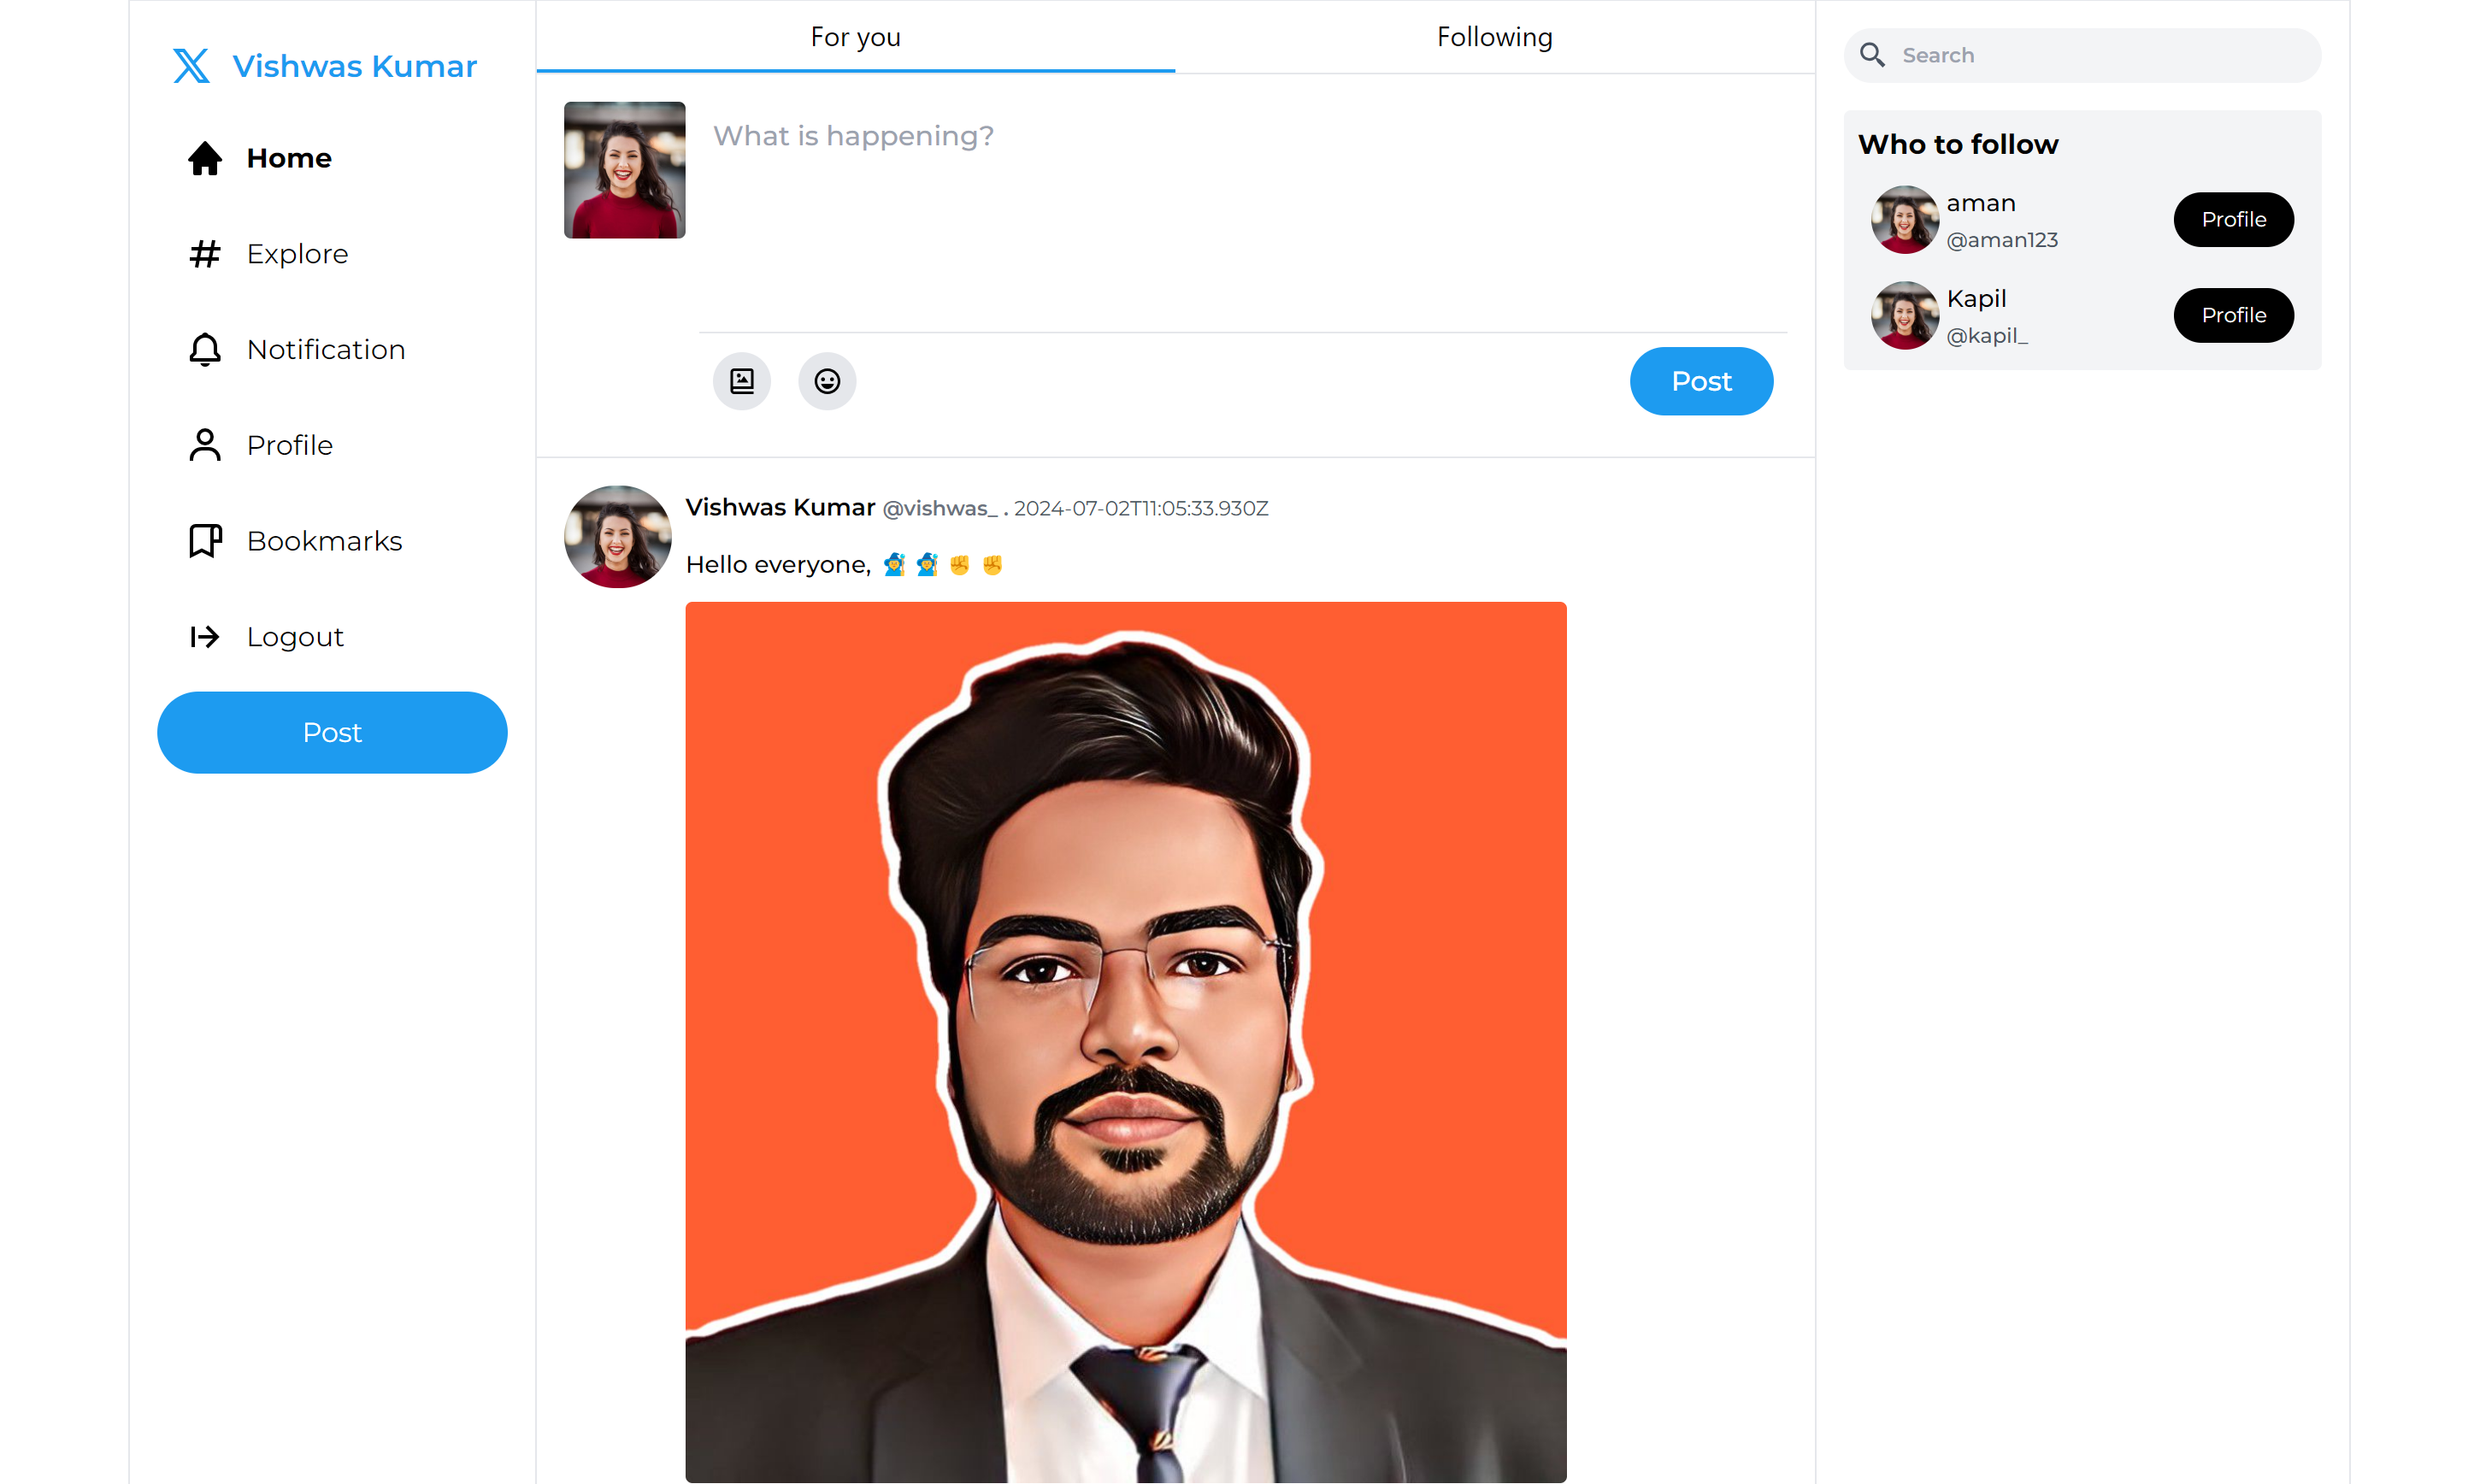 Vishwas Kumar
Home
Explore
Notification
Profile
Bookmarks
Logout
Post
For you
Following
What is happening?
Post
Vishwas Kumar @vishwas_ . 2024-07-02T11:05:33.930Z
Hello everyone, 🧙‍♂️ 🧙‍♂️ ✊ ✊
Search
Who to follow
aman
@aman123
Profile
Kapil
@kapil_
Profile